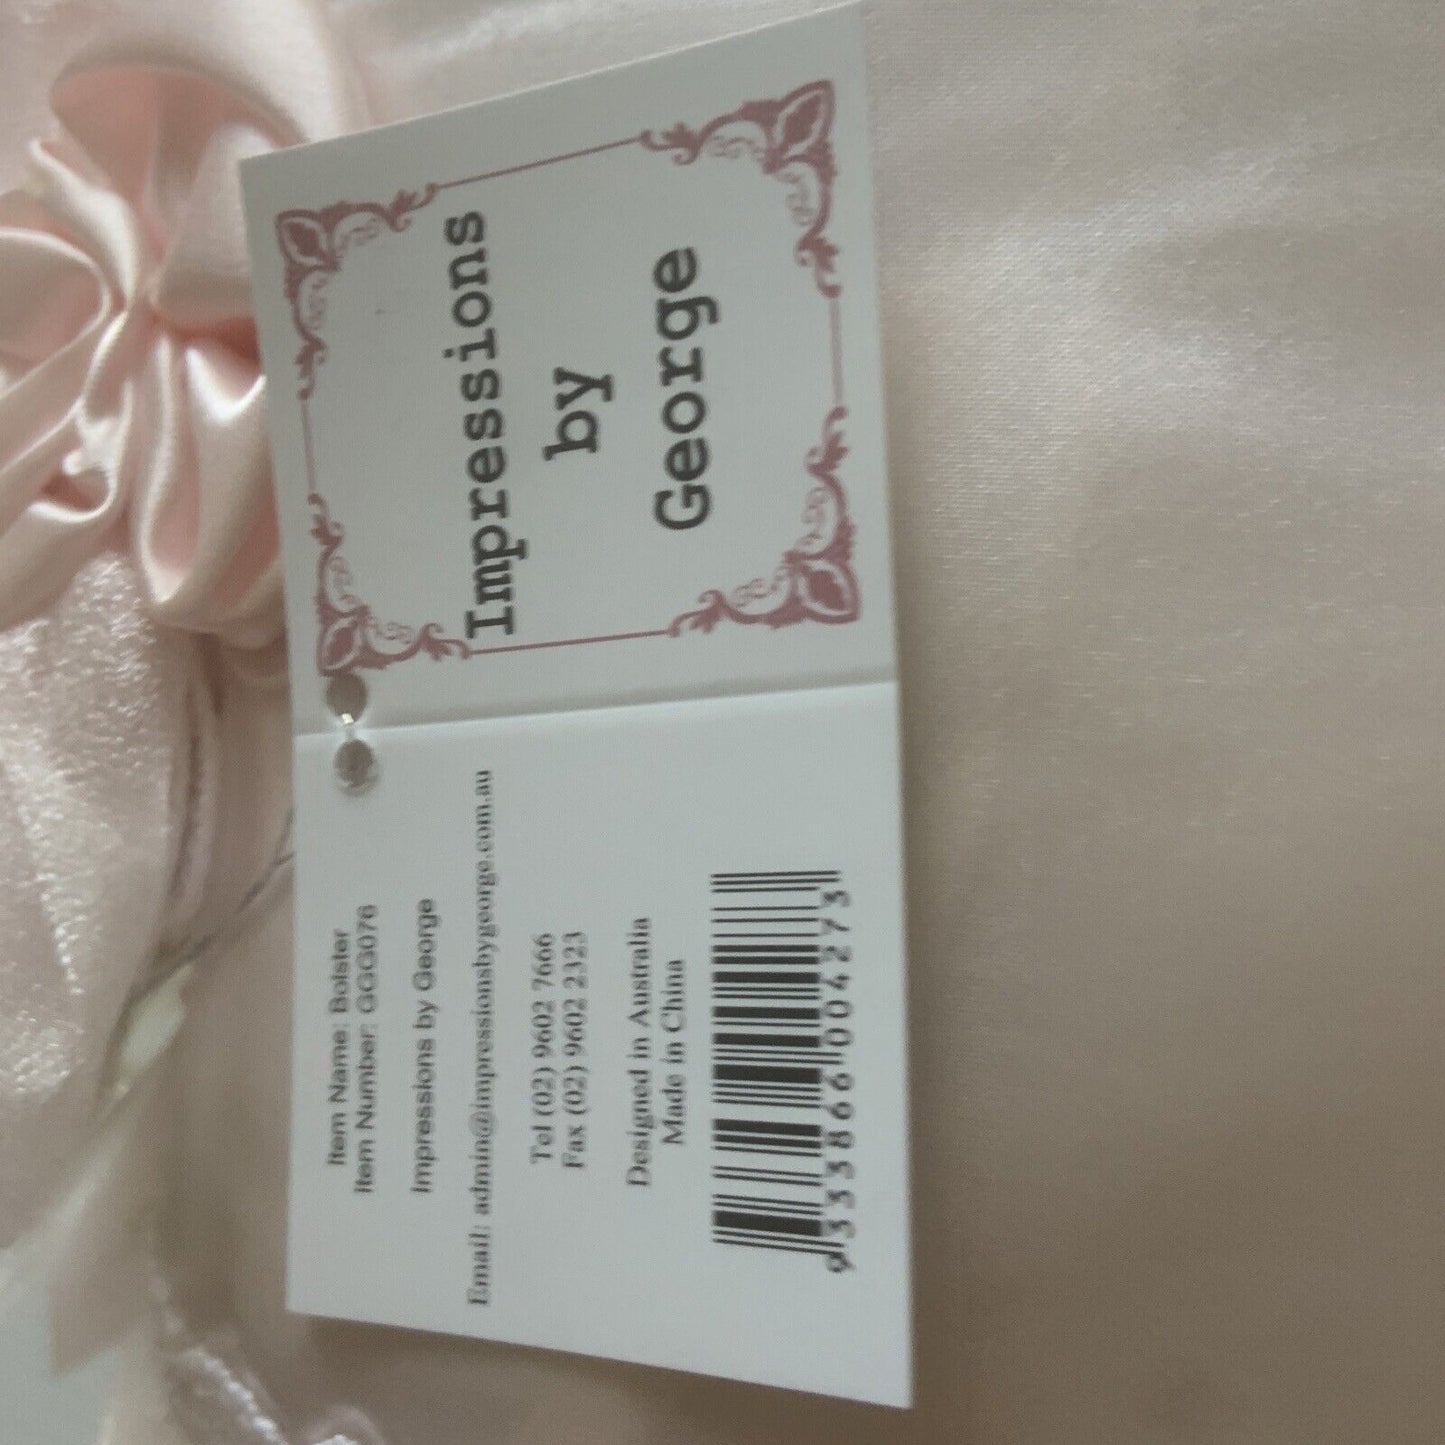 Impressions
by
George
Item Name: Bolster
Item Number: GGG076
Impressions by George
Email: admin@impressionsbygeorge.com.au
Tel (02) 9602 7666
Fax (02) 9602 2323
Designed in Australia
Made in China
9333866004273